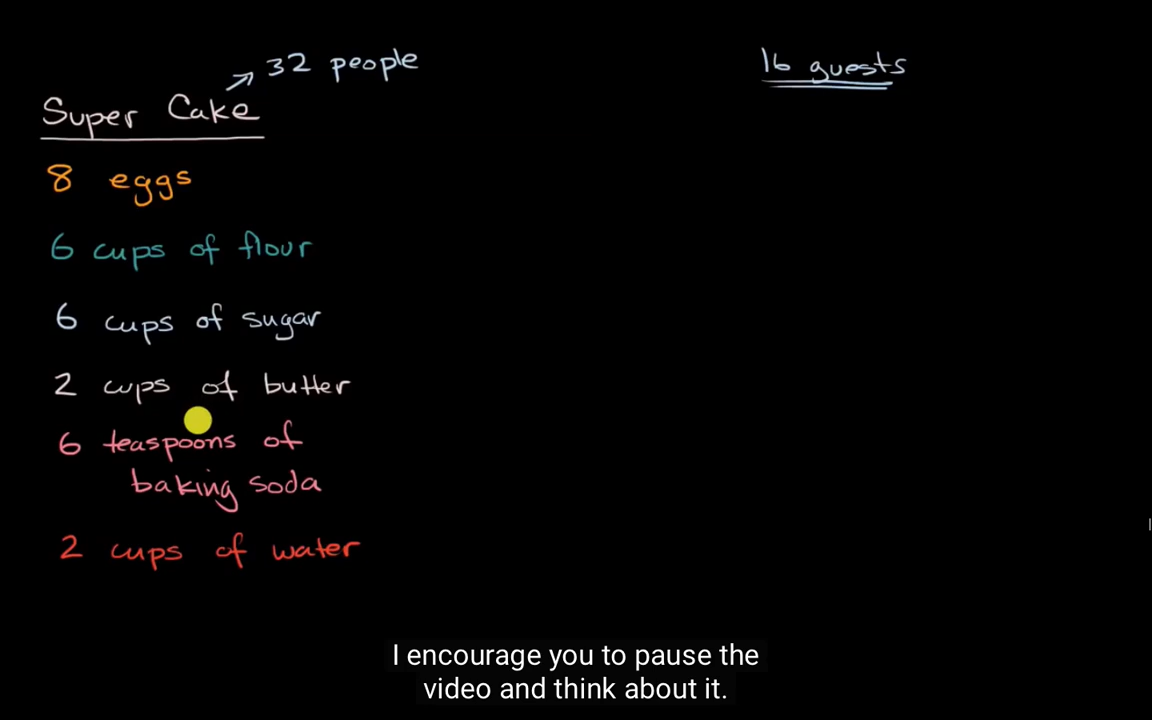 32 people
16 guests
Super Cake
8 eggs
6 cups of flour
6 cups of sugar
2 cups of butter
6 teaspoons of
baking soda
2 cups of water
I encourage you to pause the
video and think about it.